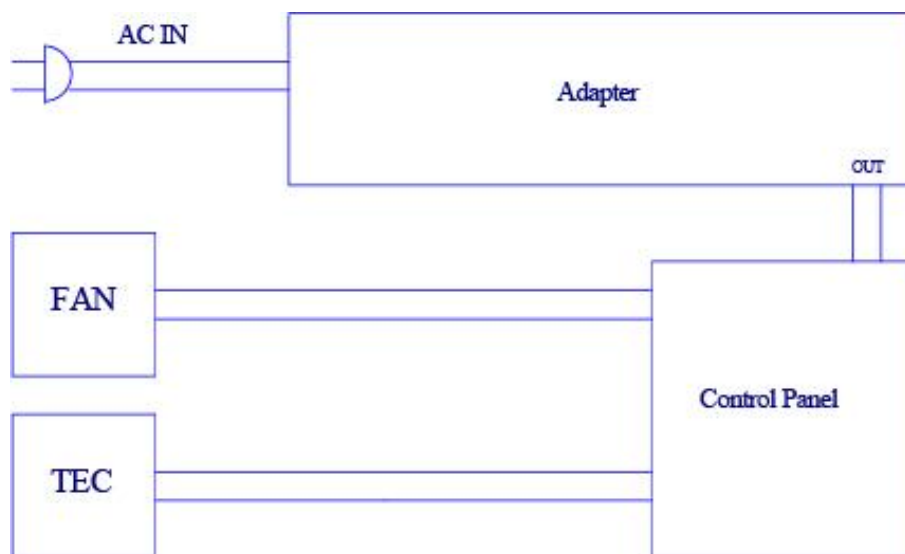 AC IN
Adapter
OUT
FAN
Control Panel
TEC